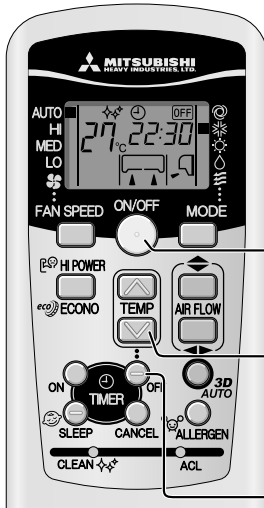 MITSUBISHI
HEAVY INDUSTRIES, LTD.
AUTO
HI
MED
LO
OFF
27°C 22:30
FAN SPEED ON/OFF MODE
HI POWER
eco ECONO
TEMP AIR FLOW
3D
AUTO
ON OFF
TIMER
SLEEP CANCEL ALLERGEN
CLEAN ACL